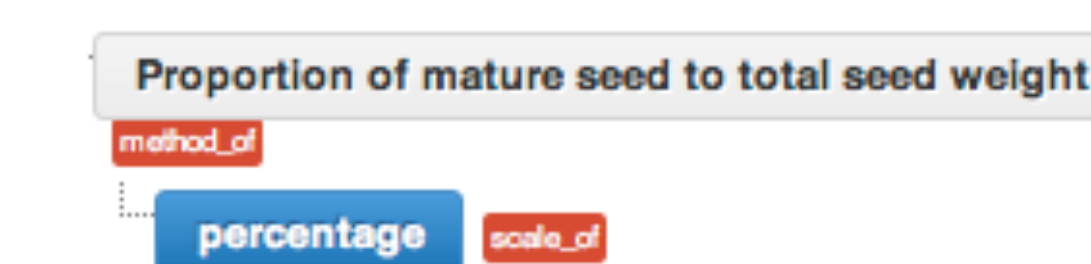 Proportion of mature seed to total seed weight
method_of
percentage scale_of